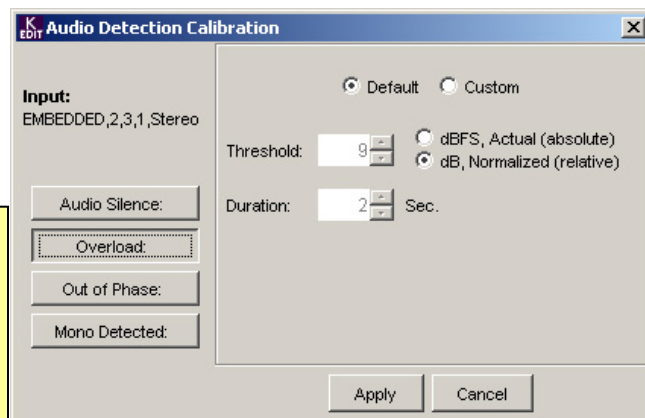 K EDIT Audio Detection Calibration
Input:
EMBEDDED,2,3,1,Stereo
Audio Silence:
Overload:
Out of Phase:
Mono Detected:
Default Custom
Threshold: 9 dBFS, Actual (absolute)
dB, Normalized (relative)
Duration: 2 Sec.
Apply Cancel